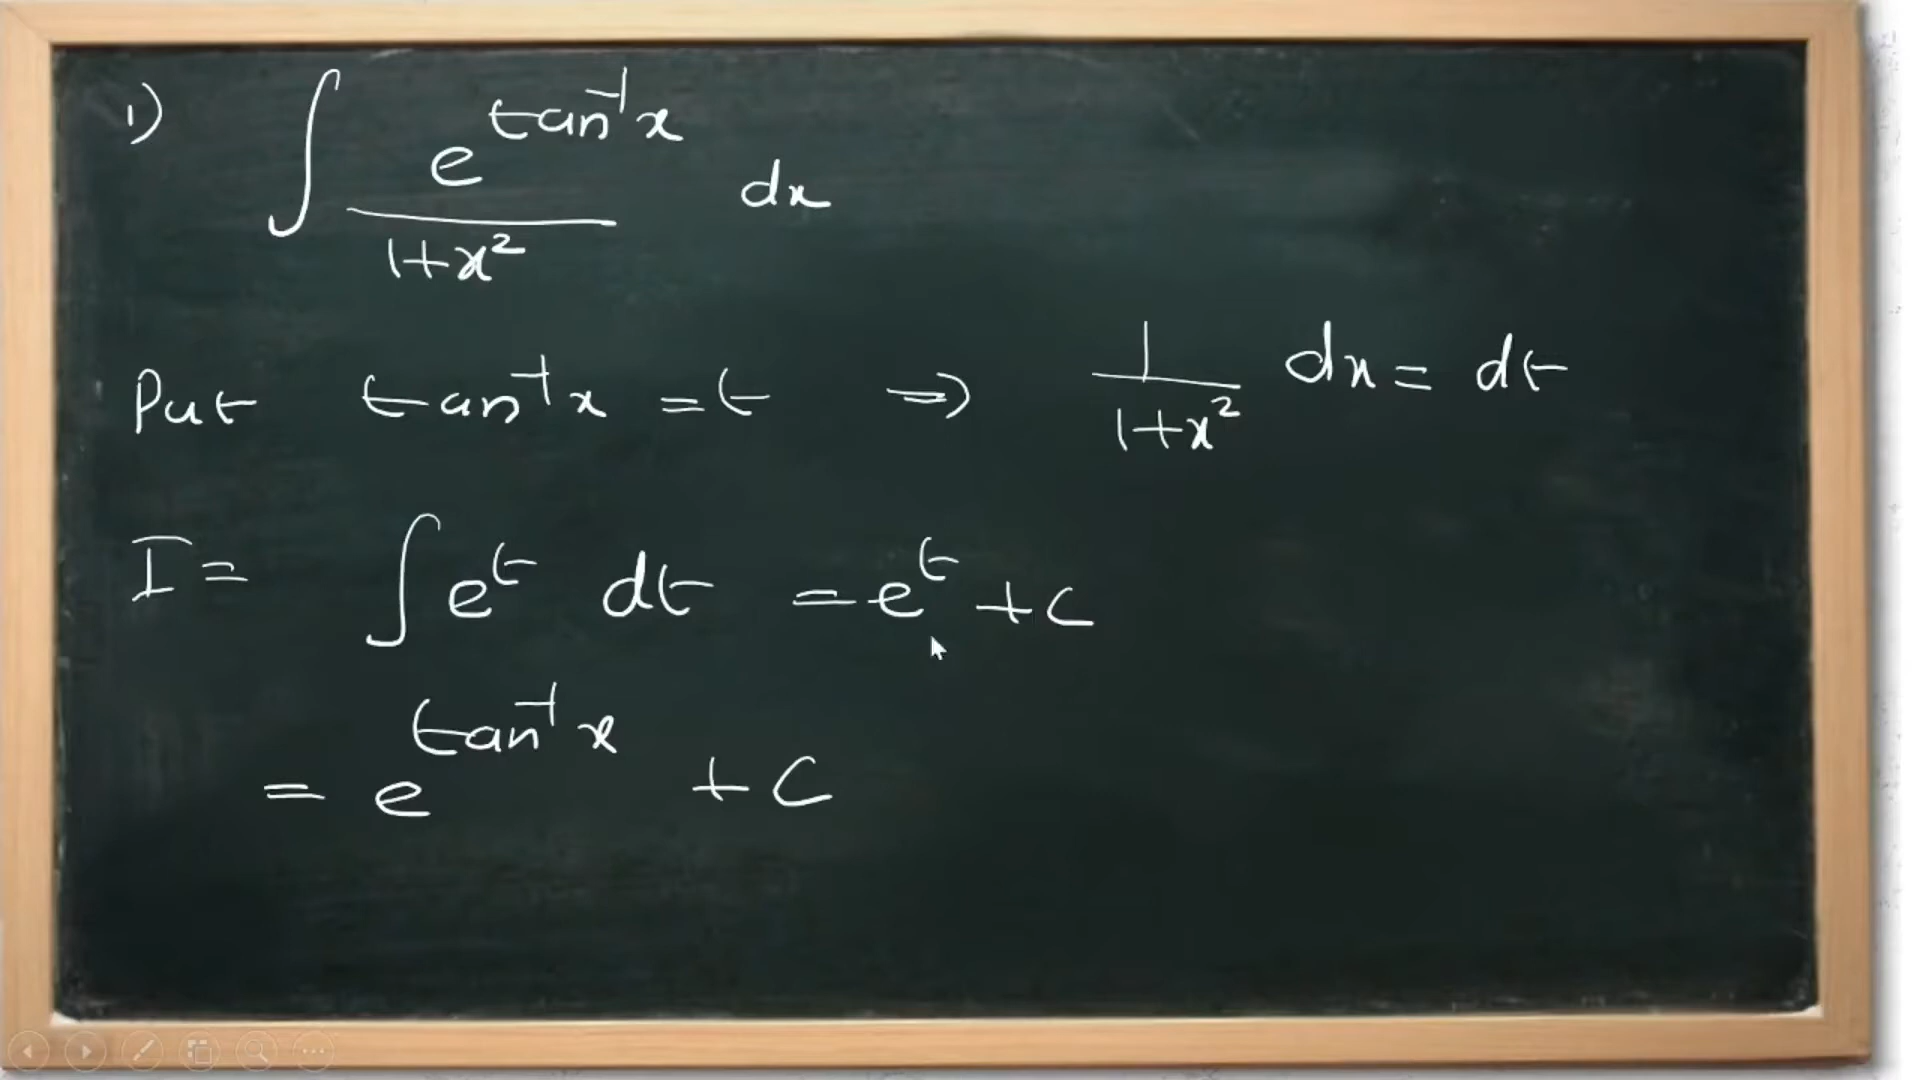 1) ∫ e^(tan⁻¹x) / (1+x²) dx
Put tan⁻¹x = t ⇒ 1/(1+x²) dx = dt
I = ∫ e^t dt = e^t + c
= e^(tan⁻¹x) + c